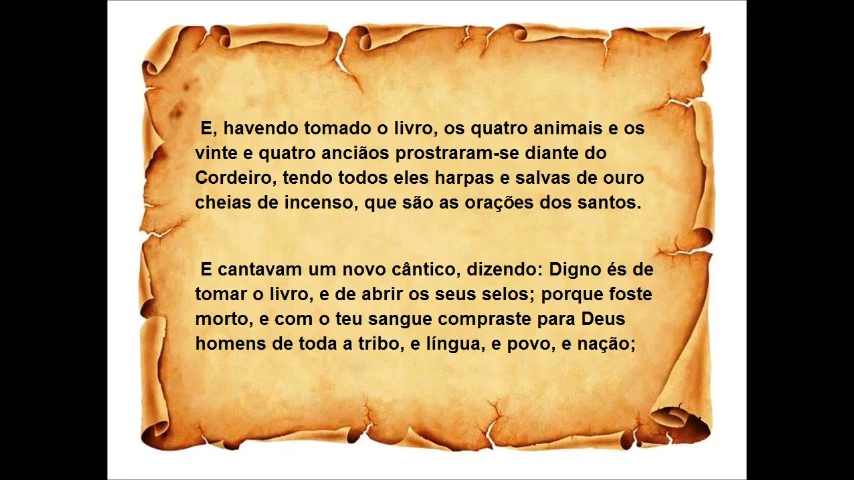 E, havendo tomado o livro, os quatro animais e os
vinte e quatro anciãos prostraram-se diante do
Cordeiro, tendo todos eles harpas e salvas de ouro
cheias de incenso, que são as orações dos santos.
E cantavam um novo cântico, dizendo: Digno és de
tomar o livro, e de abrir os seus selos; porque foste
morto, e com o teu sangue compraste para Deus
homens de toda a tribo, e língua, e povo, e nação;